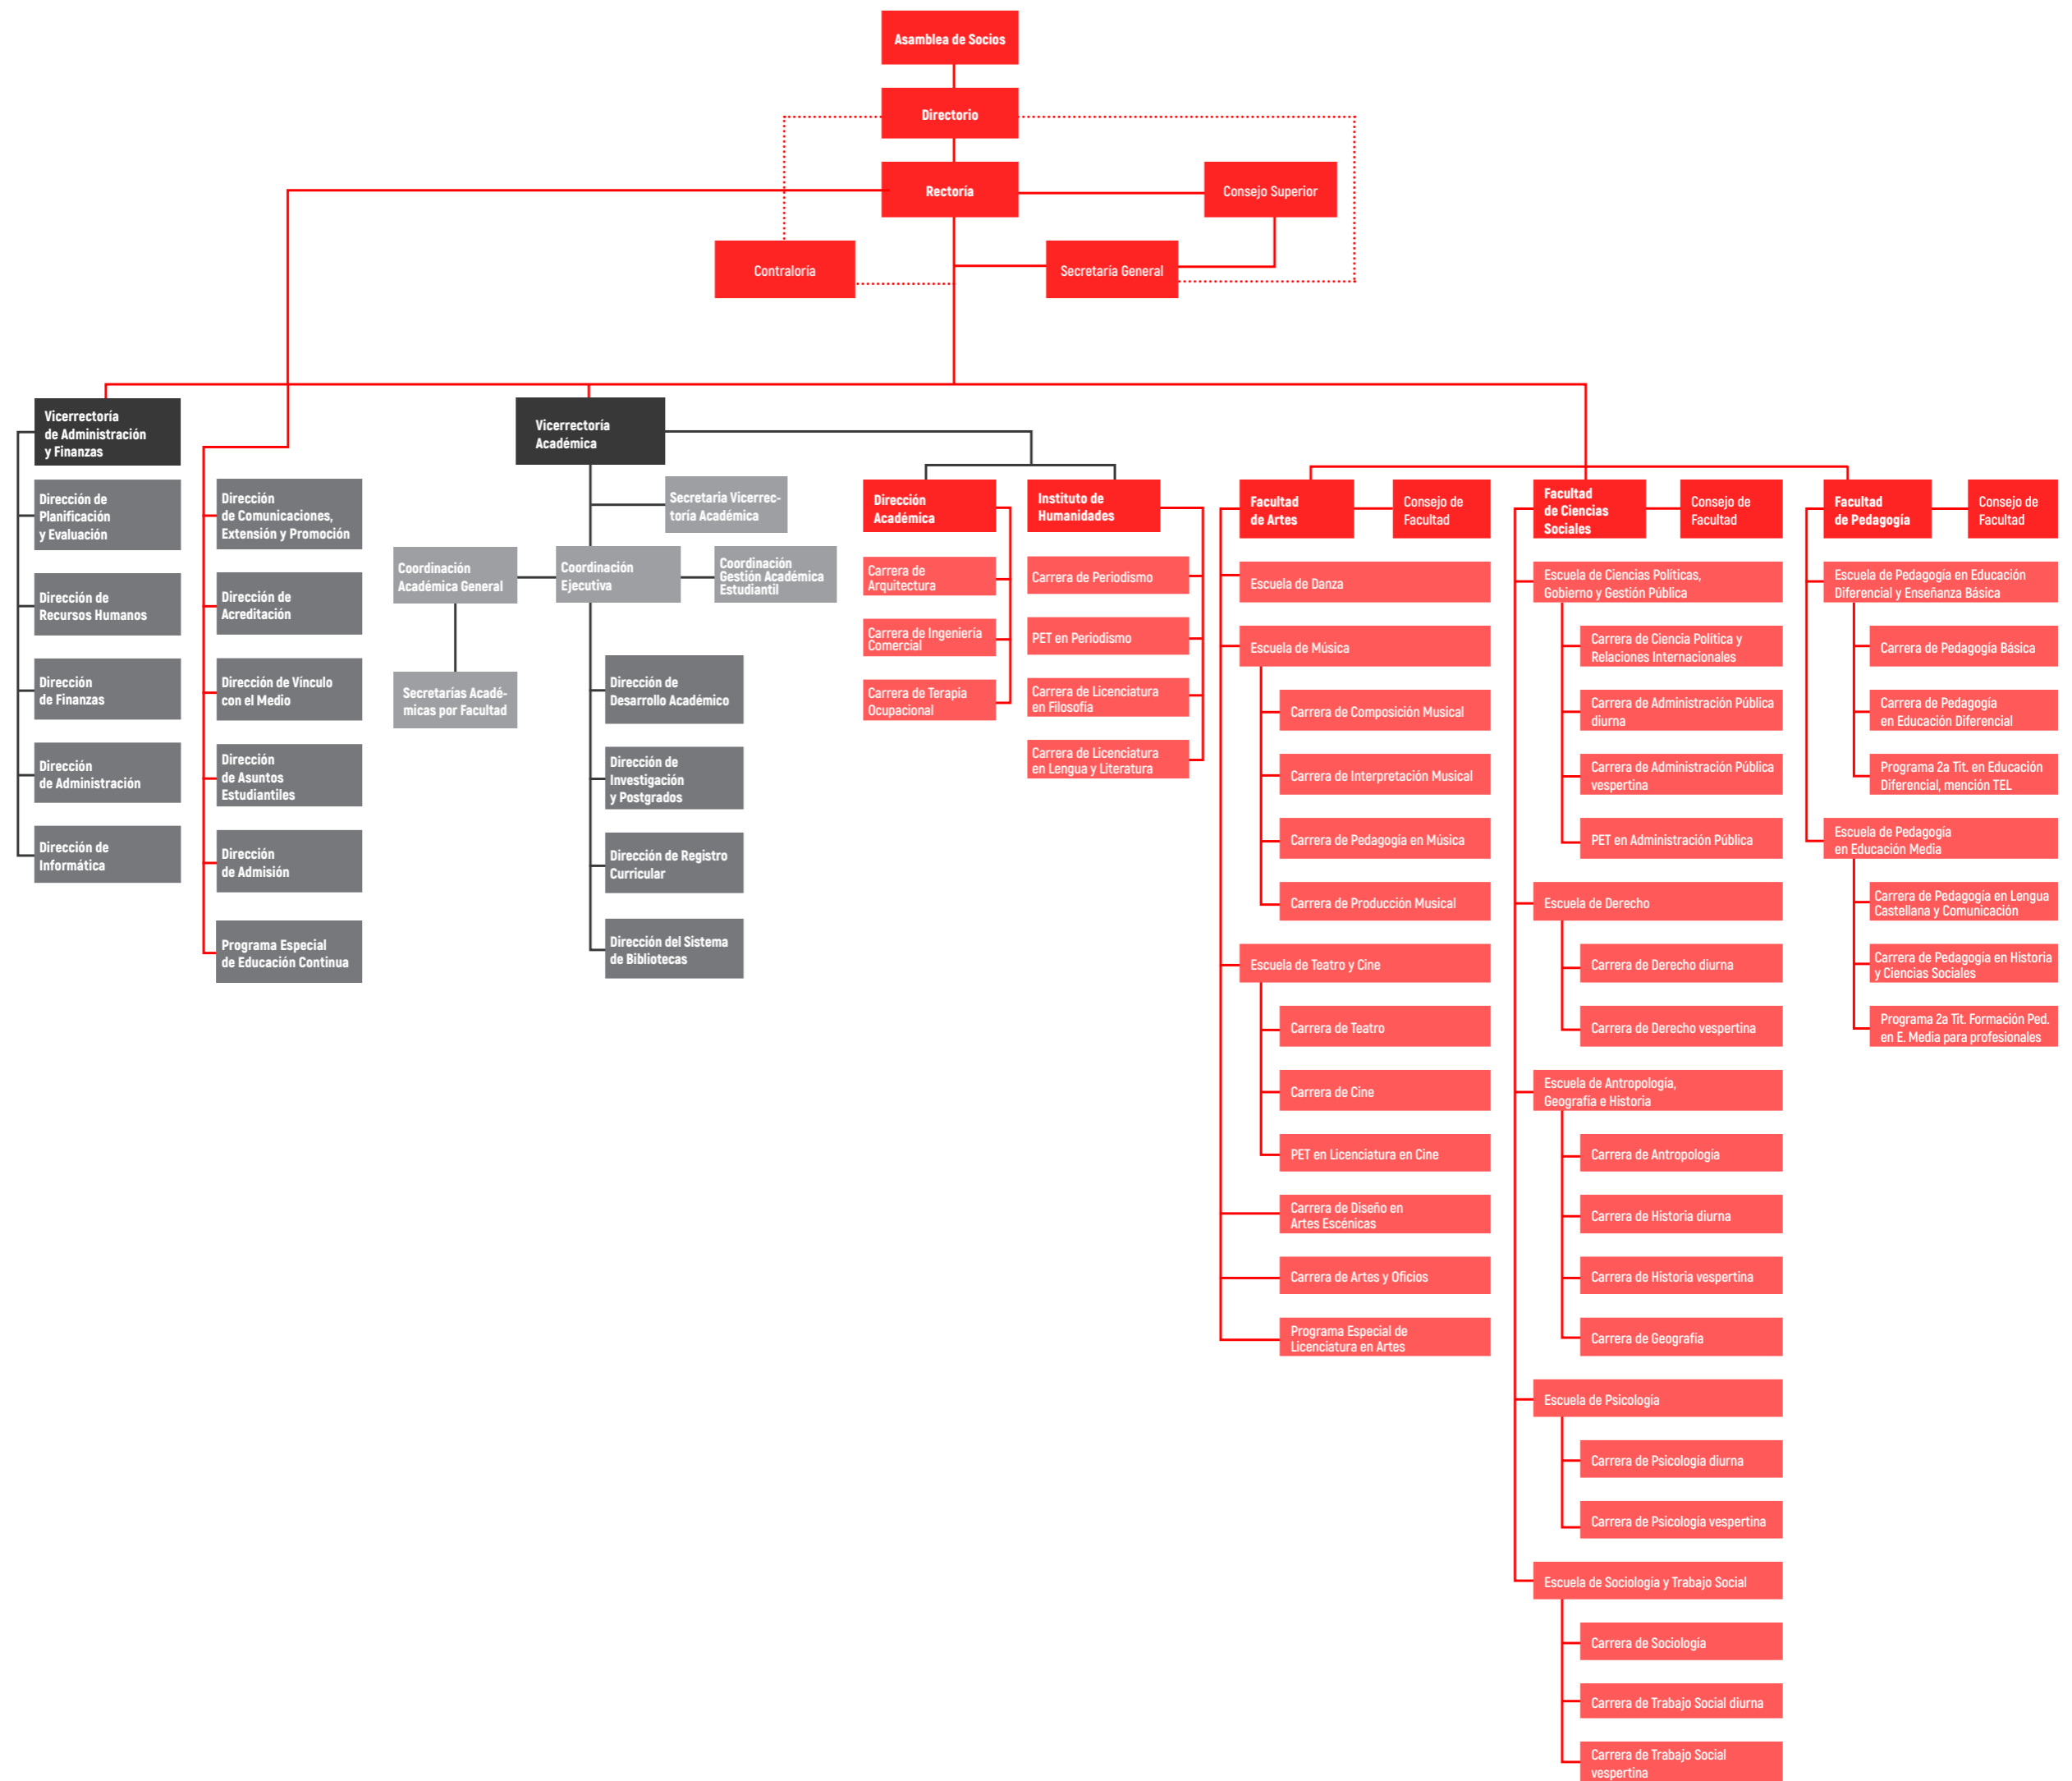 Asamblea de Socios
Directorio
Rectoría
Consejo Superior
Contraloría
Secretaría General
Vicerrectoría
de Administración
y Finanzas
Dirección de
Planificación
y Evaluación
Dirección de
Recursos Humanos
Dirección
de Finanzas
Dirección
de Administración
Dirección de
Informática
Dirección
de Comunicaciones,
Extensión y Promoción
Dirección de
Acreditación
Dirección de Vínculo
con el Medio
Dirección
de Asuntos
Estudiantiles
Dirección
de Admisión
Programa Especial
de Educación Continua
Vicerrectoría
Académica
Secretaria Vicerrec-
toría Académica
Coordinación
Académica General
Coordinación
Ejecutiva
Coordinación
Gestión Académica
Estudiantil
Secretarías Acadé-
micas por Facultad
Dirección de
Desarrollo Académico
Dirección de
Investigación
y Postgrados
Dirección de Registro
Curricular
Dirección del Sistema
de Bibliotecas
Dirección
Académica
Carrera de
Arquitectura
Carrera de Ingeniería
Comercial
Carrera de Terapia
Ocupacional
Instituto de
Humanidades
Carrera de Periodismo
PET en Periodismo
Carrera de Licenciatura
en Filosofía
Carrera de Licenciatura
en Lengua y Literatura
Facultad
de Artes
Consejo de
Facultad
Escuela de Danza
Escuela de Música
Carrera de Composición Musical
Carrera de Interpretación Musical
Carrera de Pedagogía en Música
Carrera de Producción Musical
Escuela de Teatro y Cine
Carrera de Teatro
Carrera de Cine
PET en Licenciatura en Cine
Carrera de Diseño en
Artes Escénicas
Carrera de Artes y Oficios
Programa Especial de
Licenciatura en Artes
Facultad
de Ciencias
Sociales
Consejo de
Facultad
Escuela de Ciencias Políticas,
Gobierno y Gestión Pública
Carrera de Ciencia Política y
Relaciones Internacionales
Carrera de Administración Pública
diurna
Carrera de Administración Pública
vespertina
PET en Administración Pública
Escuela de Derecho
Carrera de Derecho diurna
Carrera de Derecho vespertina
Escuela de Antropología,
Geografía e Historia
Carrera de Antropología
Carrera de Historia diurna
Carrera de Historia vespertina
Carrera de Geografía
Escuela de Psicología
Carrera de Psicología diurna
Carrera de Psicología vespertina
Escuela de Sociología y Trabajo Social
Carrera de Sociología
Carrera de Trabajo Social diurna
Carrera de Trabajo Social
vespertina
Facultad
de Pedagogía
Consejo de
Facultad
Escuela de Pedagogía en Educación
Diferencial y Enseñanza Básica
Carrera de Pedagogía Básica
Carrera de Pedagogía
en Educación Diferencial
Programa 2a Tit. en Educación
Diferencial, mención TEL
Escuela de Pedagogía
en Educación Media
Carrera de Pedagogía en Lengua
Castellana y Comunicación
Carrera de Pedagogía en Historia
y Ciencias Sociales
Programa 2a Tit. Formación Ped.
en E. Media para profesionales